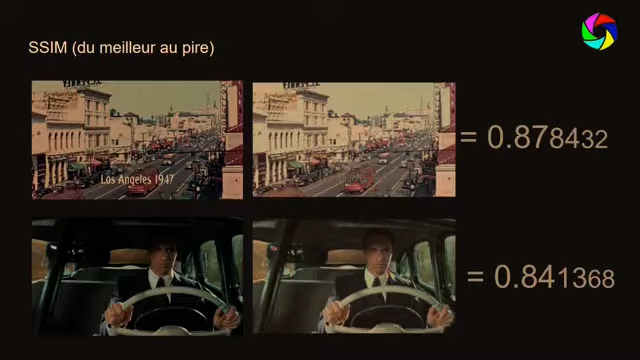 SSIM (du meilleur au pire)
Los Angeles 1947
= 0.878432
= 0.841368